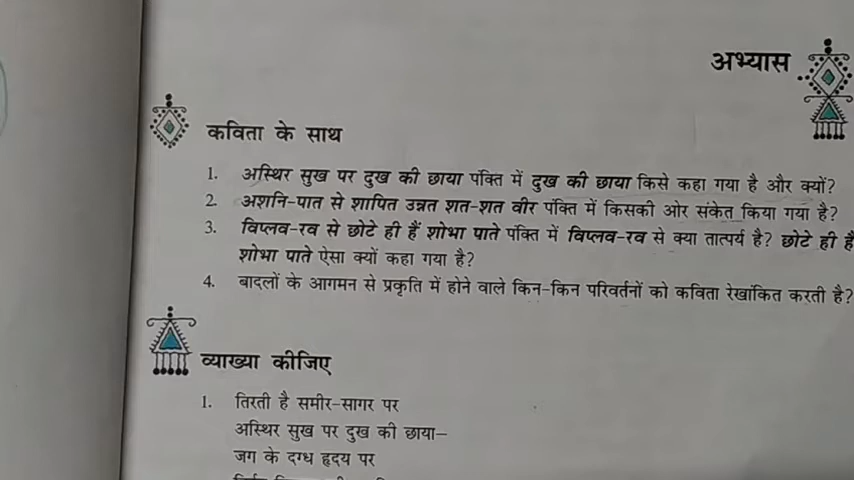 अभ्यास
कविता के साथ
1. अस्थिर सुख पर दुख की छाया पंक्ति में दुख की छाया किसे कहा गया है और क्यों?
2. अशनि-पात से शापित उन्नत शत-शत वीर पंक्ति में किसकी ओर संकेत किया गया है?
3. विप्लव-रव से छोटे ही हैं शोभा पाते पंक्ति में विप्लव-रव से क्या तात्पर्य है? छोटे ही हैं
शोभा पाते ऐसा क्यों कहा गया है?
4. बादलों के आगमन से प्रकृति में होने वाले किन-किन परिवर्तनों को कविता रेखांकित करती है?
व्याख्या कीजिए
1. तिरती है समीर-सागर पर
अस्थिर सुख पर दुख की छाया–
जग के दग्ध हृदय पर